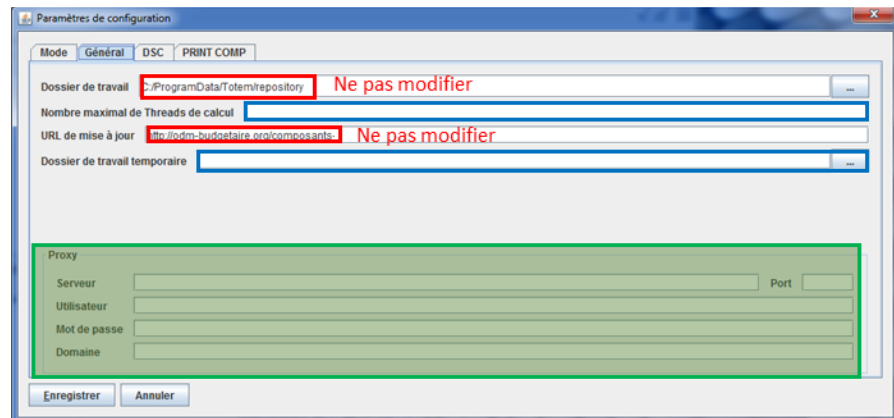 Paramètres de configuration
Mode Général DSC PRINT COMP
Dossier de travail C:/ProgramData/Totem/repository Ne pas modifier ...
Nombre maximal de Threads de calcul
URL de mise à jour http://odm-budgetaire.org/composants- Ne pas modifier
Dossier de travail temporaire ...
Proxy
Serveur Port
Utilisateur
Mot de passe
Domaine
Enregistrer Annuler